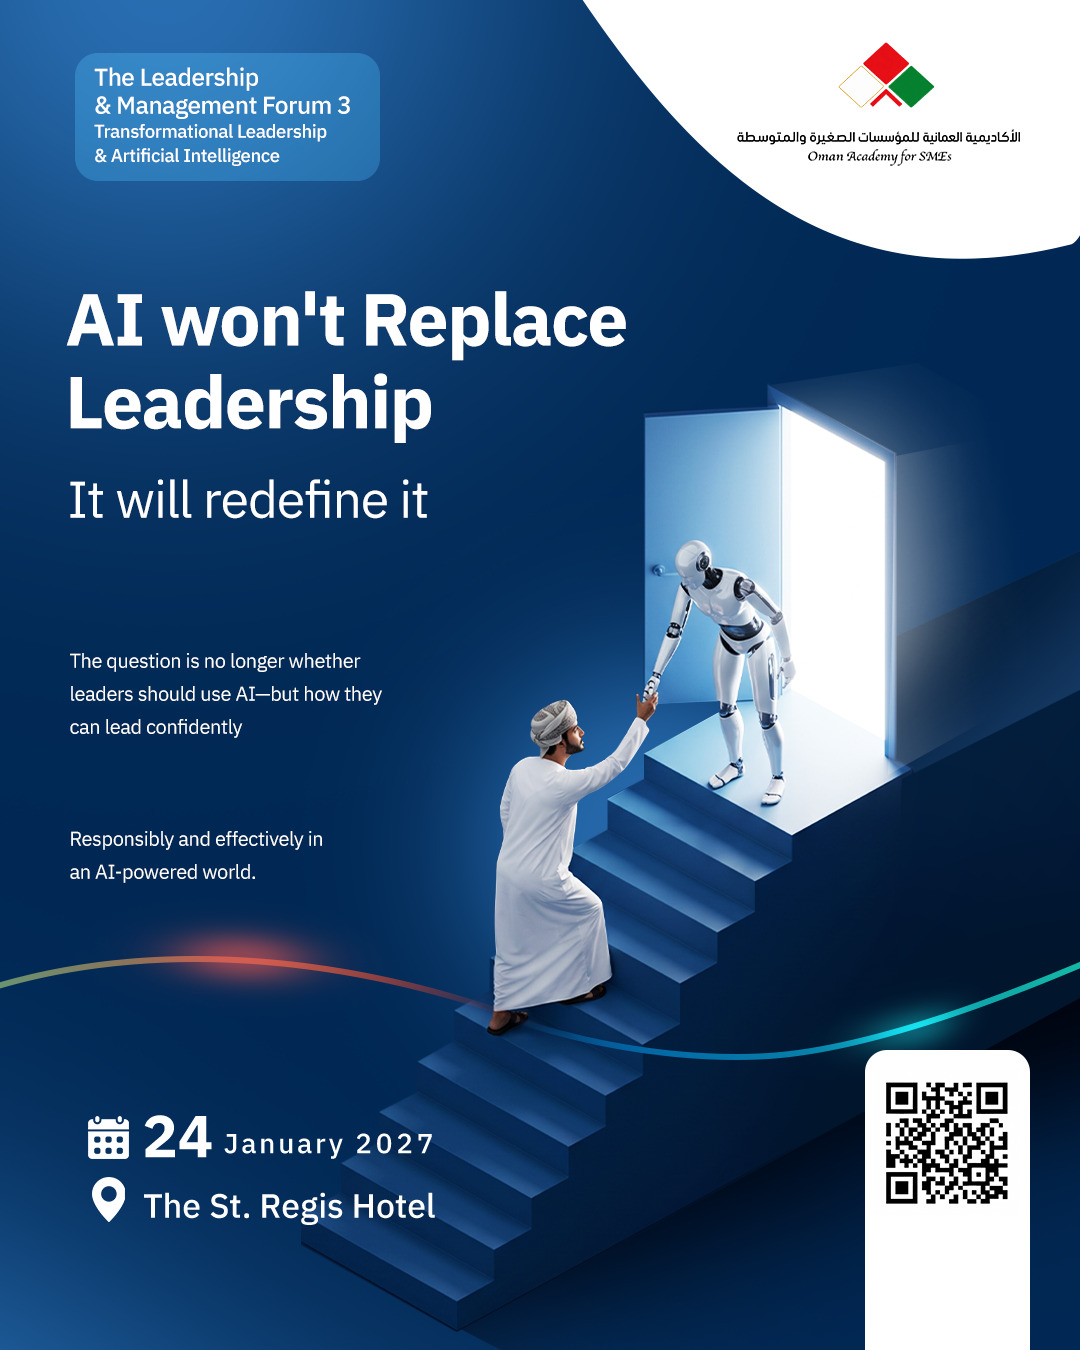 The Leadership
& Management Forum 3
Transformational Leadership
& Artificial Intelligence
الأكاديمية العمانية للمؤسسات الصغيرة والمتوسطة
Oman Academy for SMEs
AI won't Replace
Leadership
It will redefine it
The question is no longer whether
leaders should use AI—but how they
can lead confidently
Responsibly and effectively in
an AI-powered world.
24 January 2027
The St. Regis Hotel